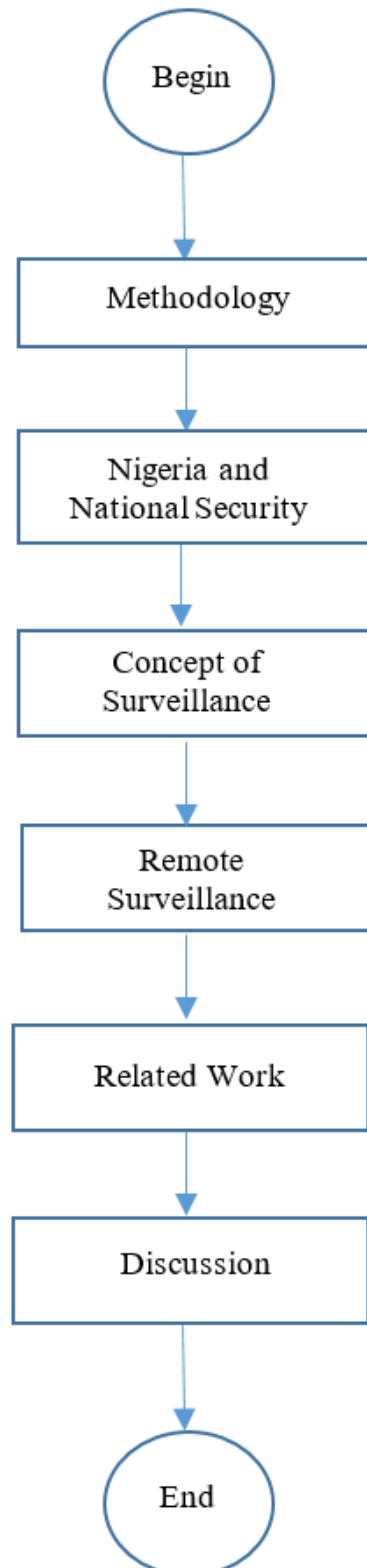 Begin
Methodology
Nigeria and
National Security
Concept of
Surveillance
Remote
Surveillance
Related Work
Discussion
End